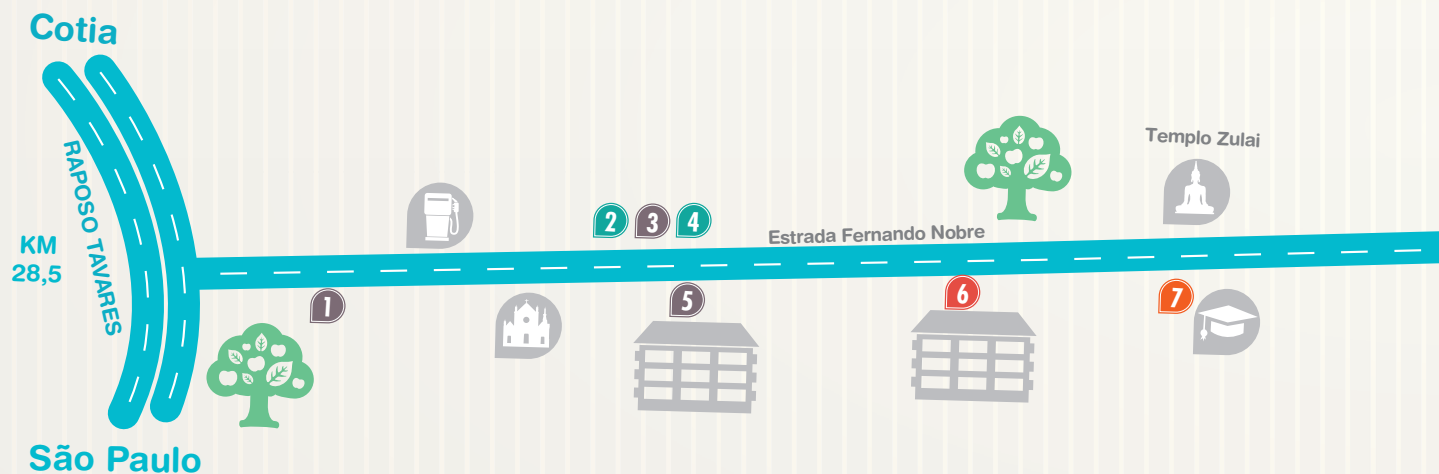 Cotia
RAPOSO TAVARES
KM
28,5
São Paulo
1
2
3
4
5
Estrada Fernando Nobre
6
Templo Zulai
7